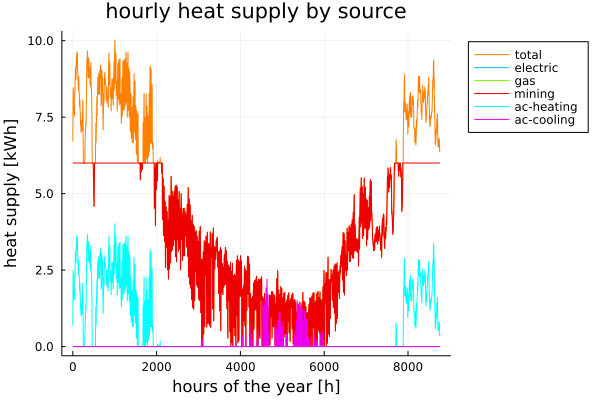 hourly heat supply by source
10.0
7.5
5.0
2.5
0.0
heat supply [kWh]
0 2000 4000 6000 8000
hours of the year [h]
total
electric
gas
mining
ac-heating
ac-cooling